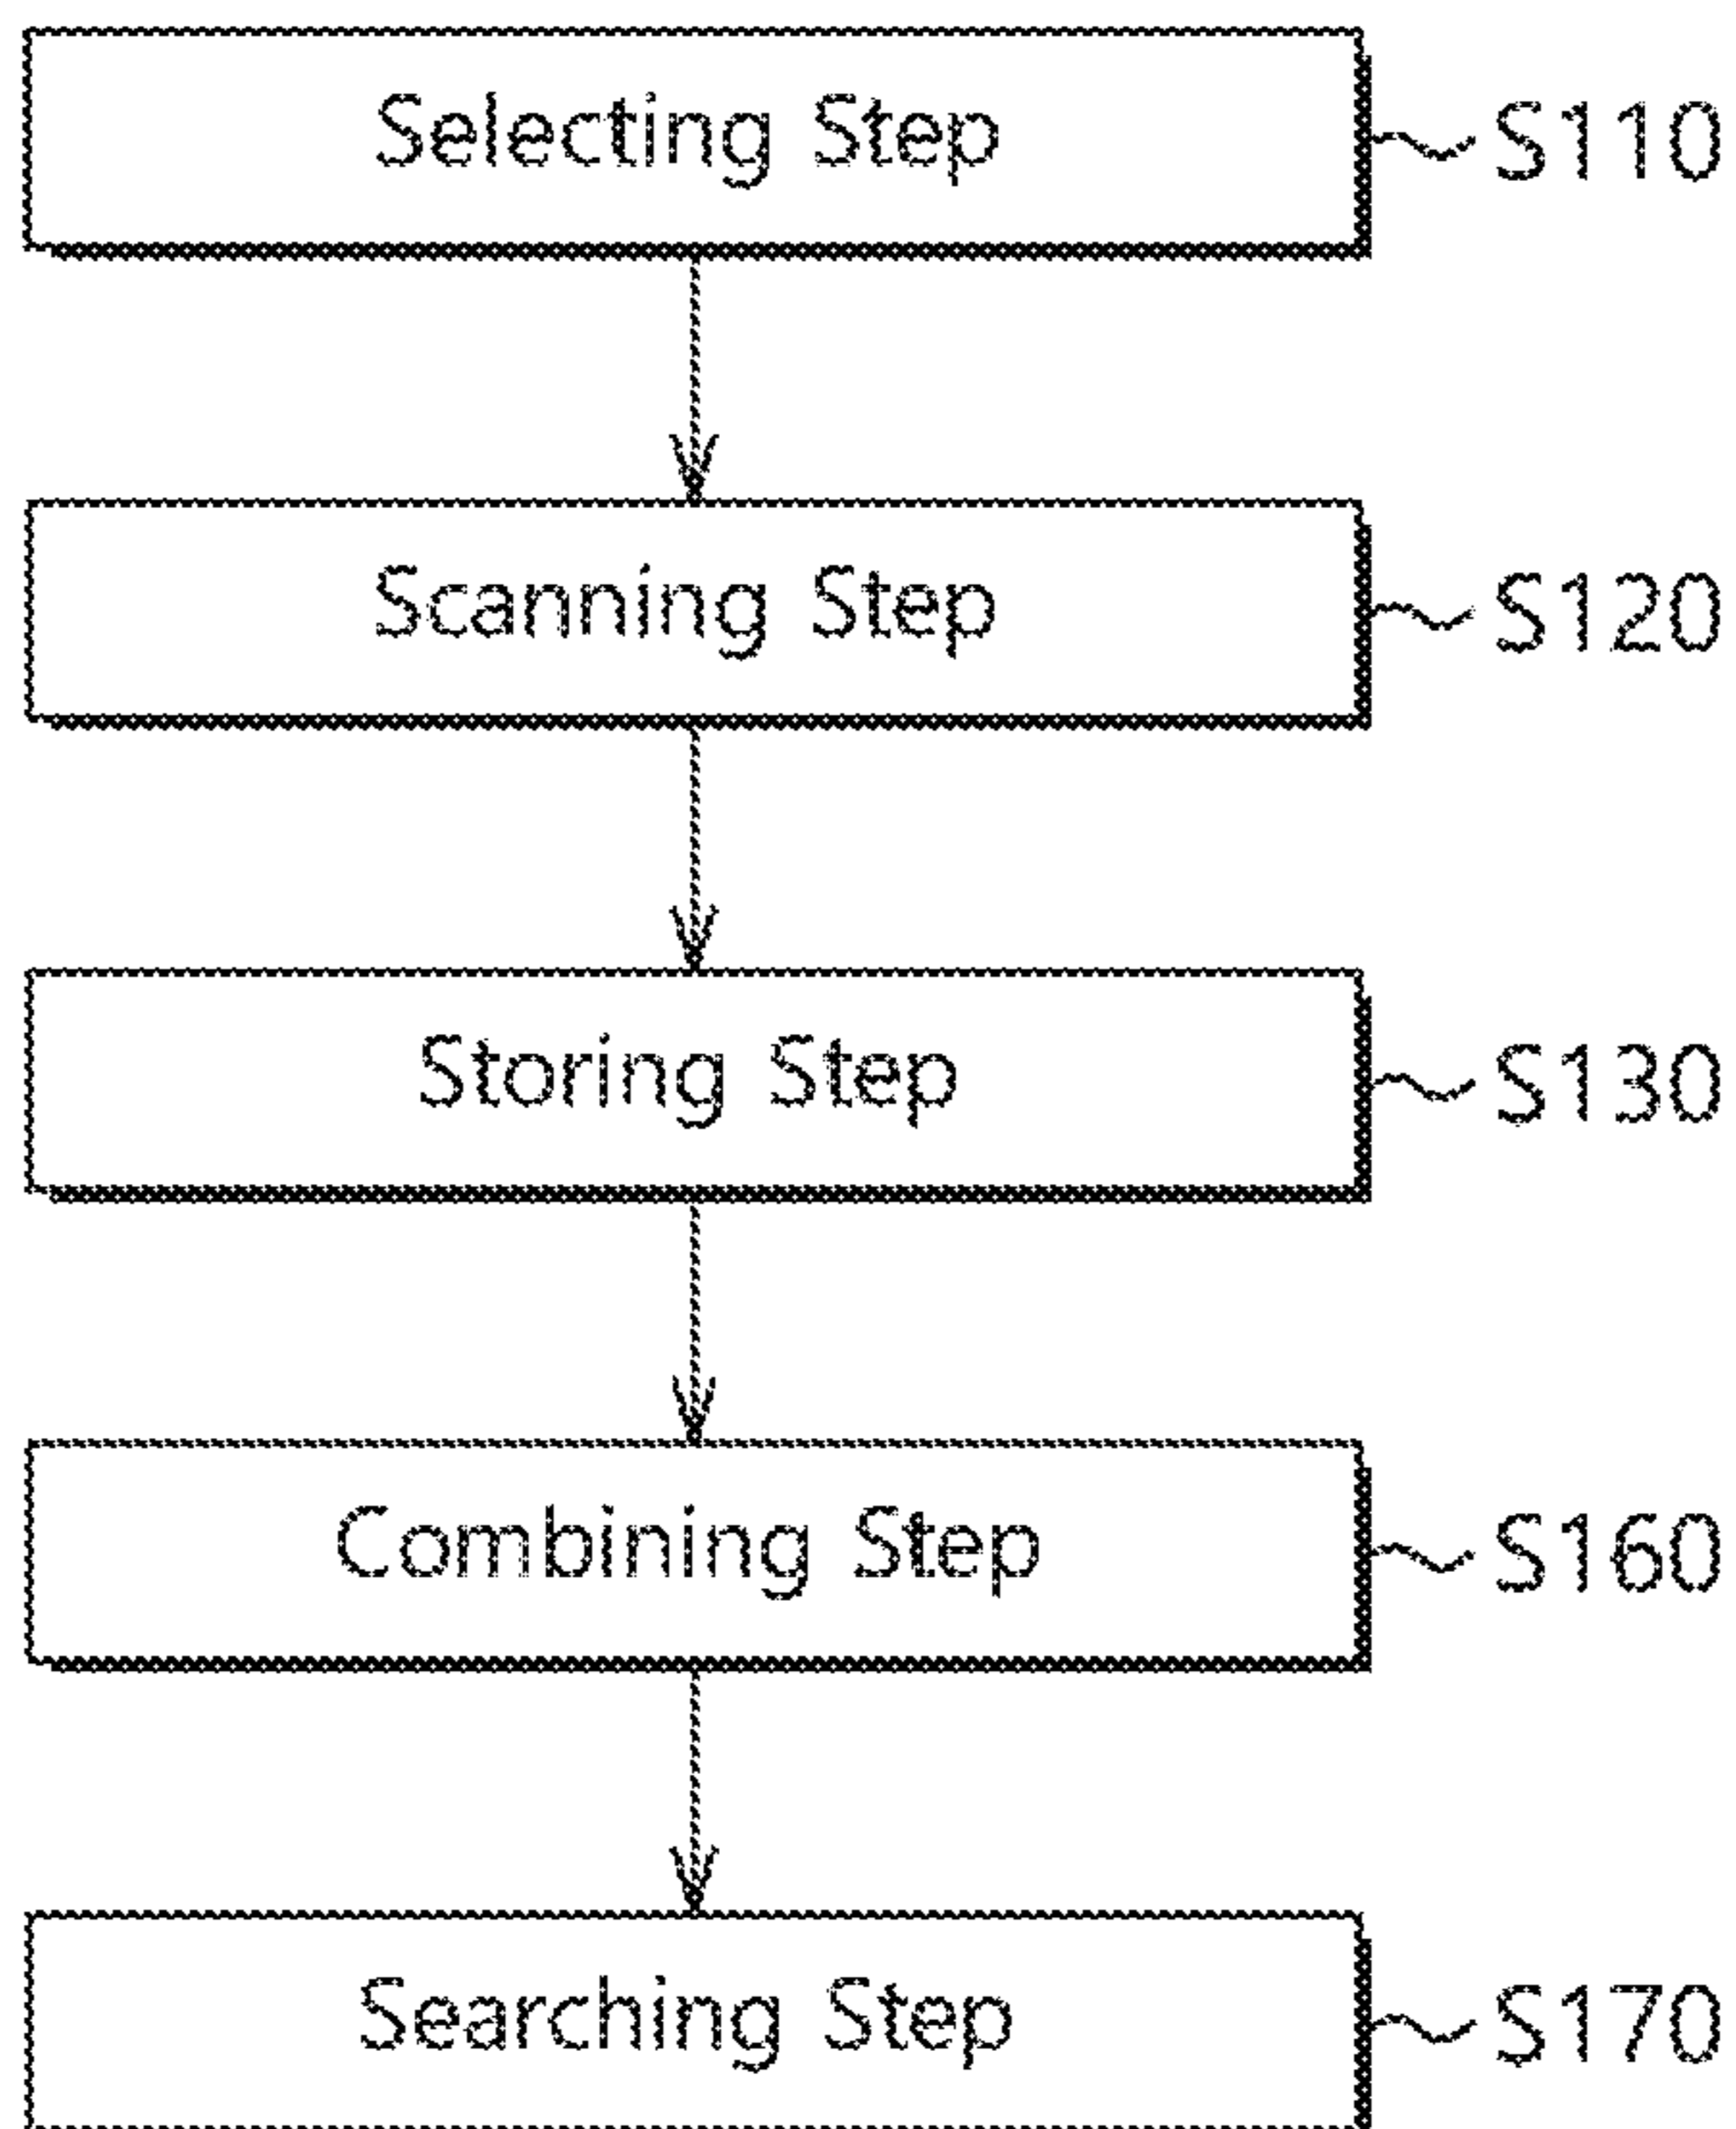 Selecting Step S110
Scanning Step S120
Storing Step S130
Combining Step S160
Searching Step S170